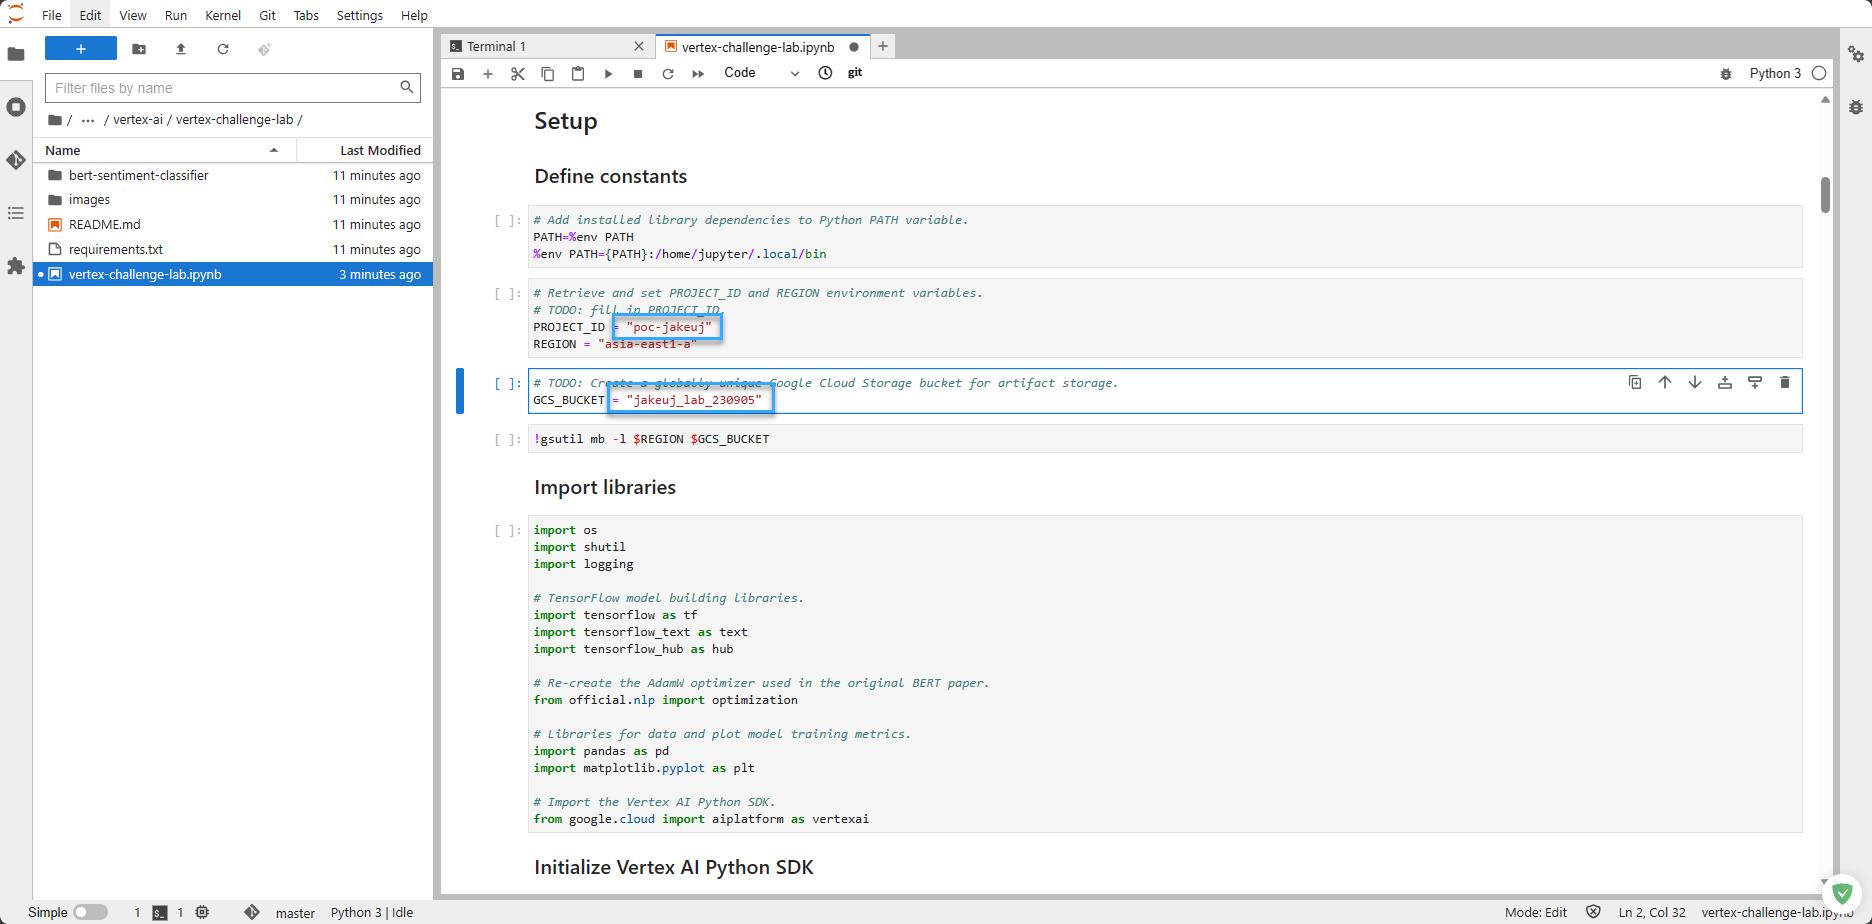 File Edit View Run Kernel Git Tabs Settings Help
+
Filter files by name
/ ··· / vertex-ai / vertex-challenge-lab /
Name Last Modified
bert-sentiment-classifier 11 minutes ago
images 11 minutes ago
README.md 11 minutes ago
requirements.txt 11 minutes ago
vertex-challenge-lab.ipynb 3 minutes ago
Terminal 1
vertex-challenge-lab.ipynb
Code
git
Python 3
Setup
Define constants
[ ]:
# Add installed library dependencies to Python PATH variable.
PATH=%env PATH
%env PATH={PATH}:/home/jupyter/.local/bin
[ ]:
# Retrieve and set PROJECT_ID and REGION environment variables.
# TODO: fill in PROJECT_ID.
PROJECT_ID = "poc-jakeuj"
REGION = "asia-east1-a"
[ ]:
# TODO: Create a globally unique Google Cloud Storage bucket for artifact storage.
GCS_BUCKET = "jakeuj_lab_230905"
[ ]:
!gsutil mb -l $REGION $GCS_BUCKET
Import libraries
[ ]:
import os
import shutil
import logging
# TensorFlow model building libraries.
import tensorflow as tf
import tensorflow_text as text
import tensorflow_hub as hub
# Re-create the AdamW optimizer used in the original BERT paper.
from official.nlp import optimization
# Libraries for data and plot model training metrics.
import pandas as pd
import matplotlib.pyplot as plt
# Import the Vertex AI Python SDK.
from google.cloud import aiplatform as vertexai
Initialize Vertex AI Python SDK
Simple 1 1 master Python 3 | Idle
Mode: Edit Ln 2, Col 32 vertex-challenge-lab.ipynb